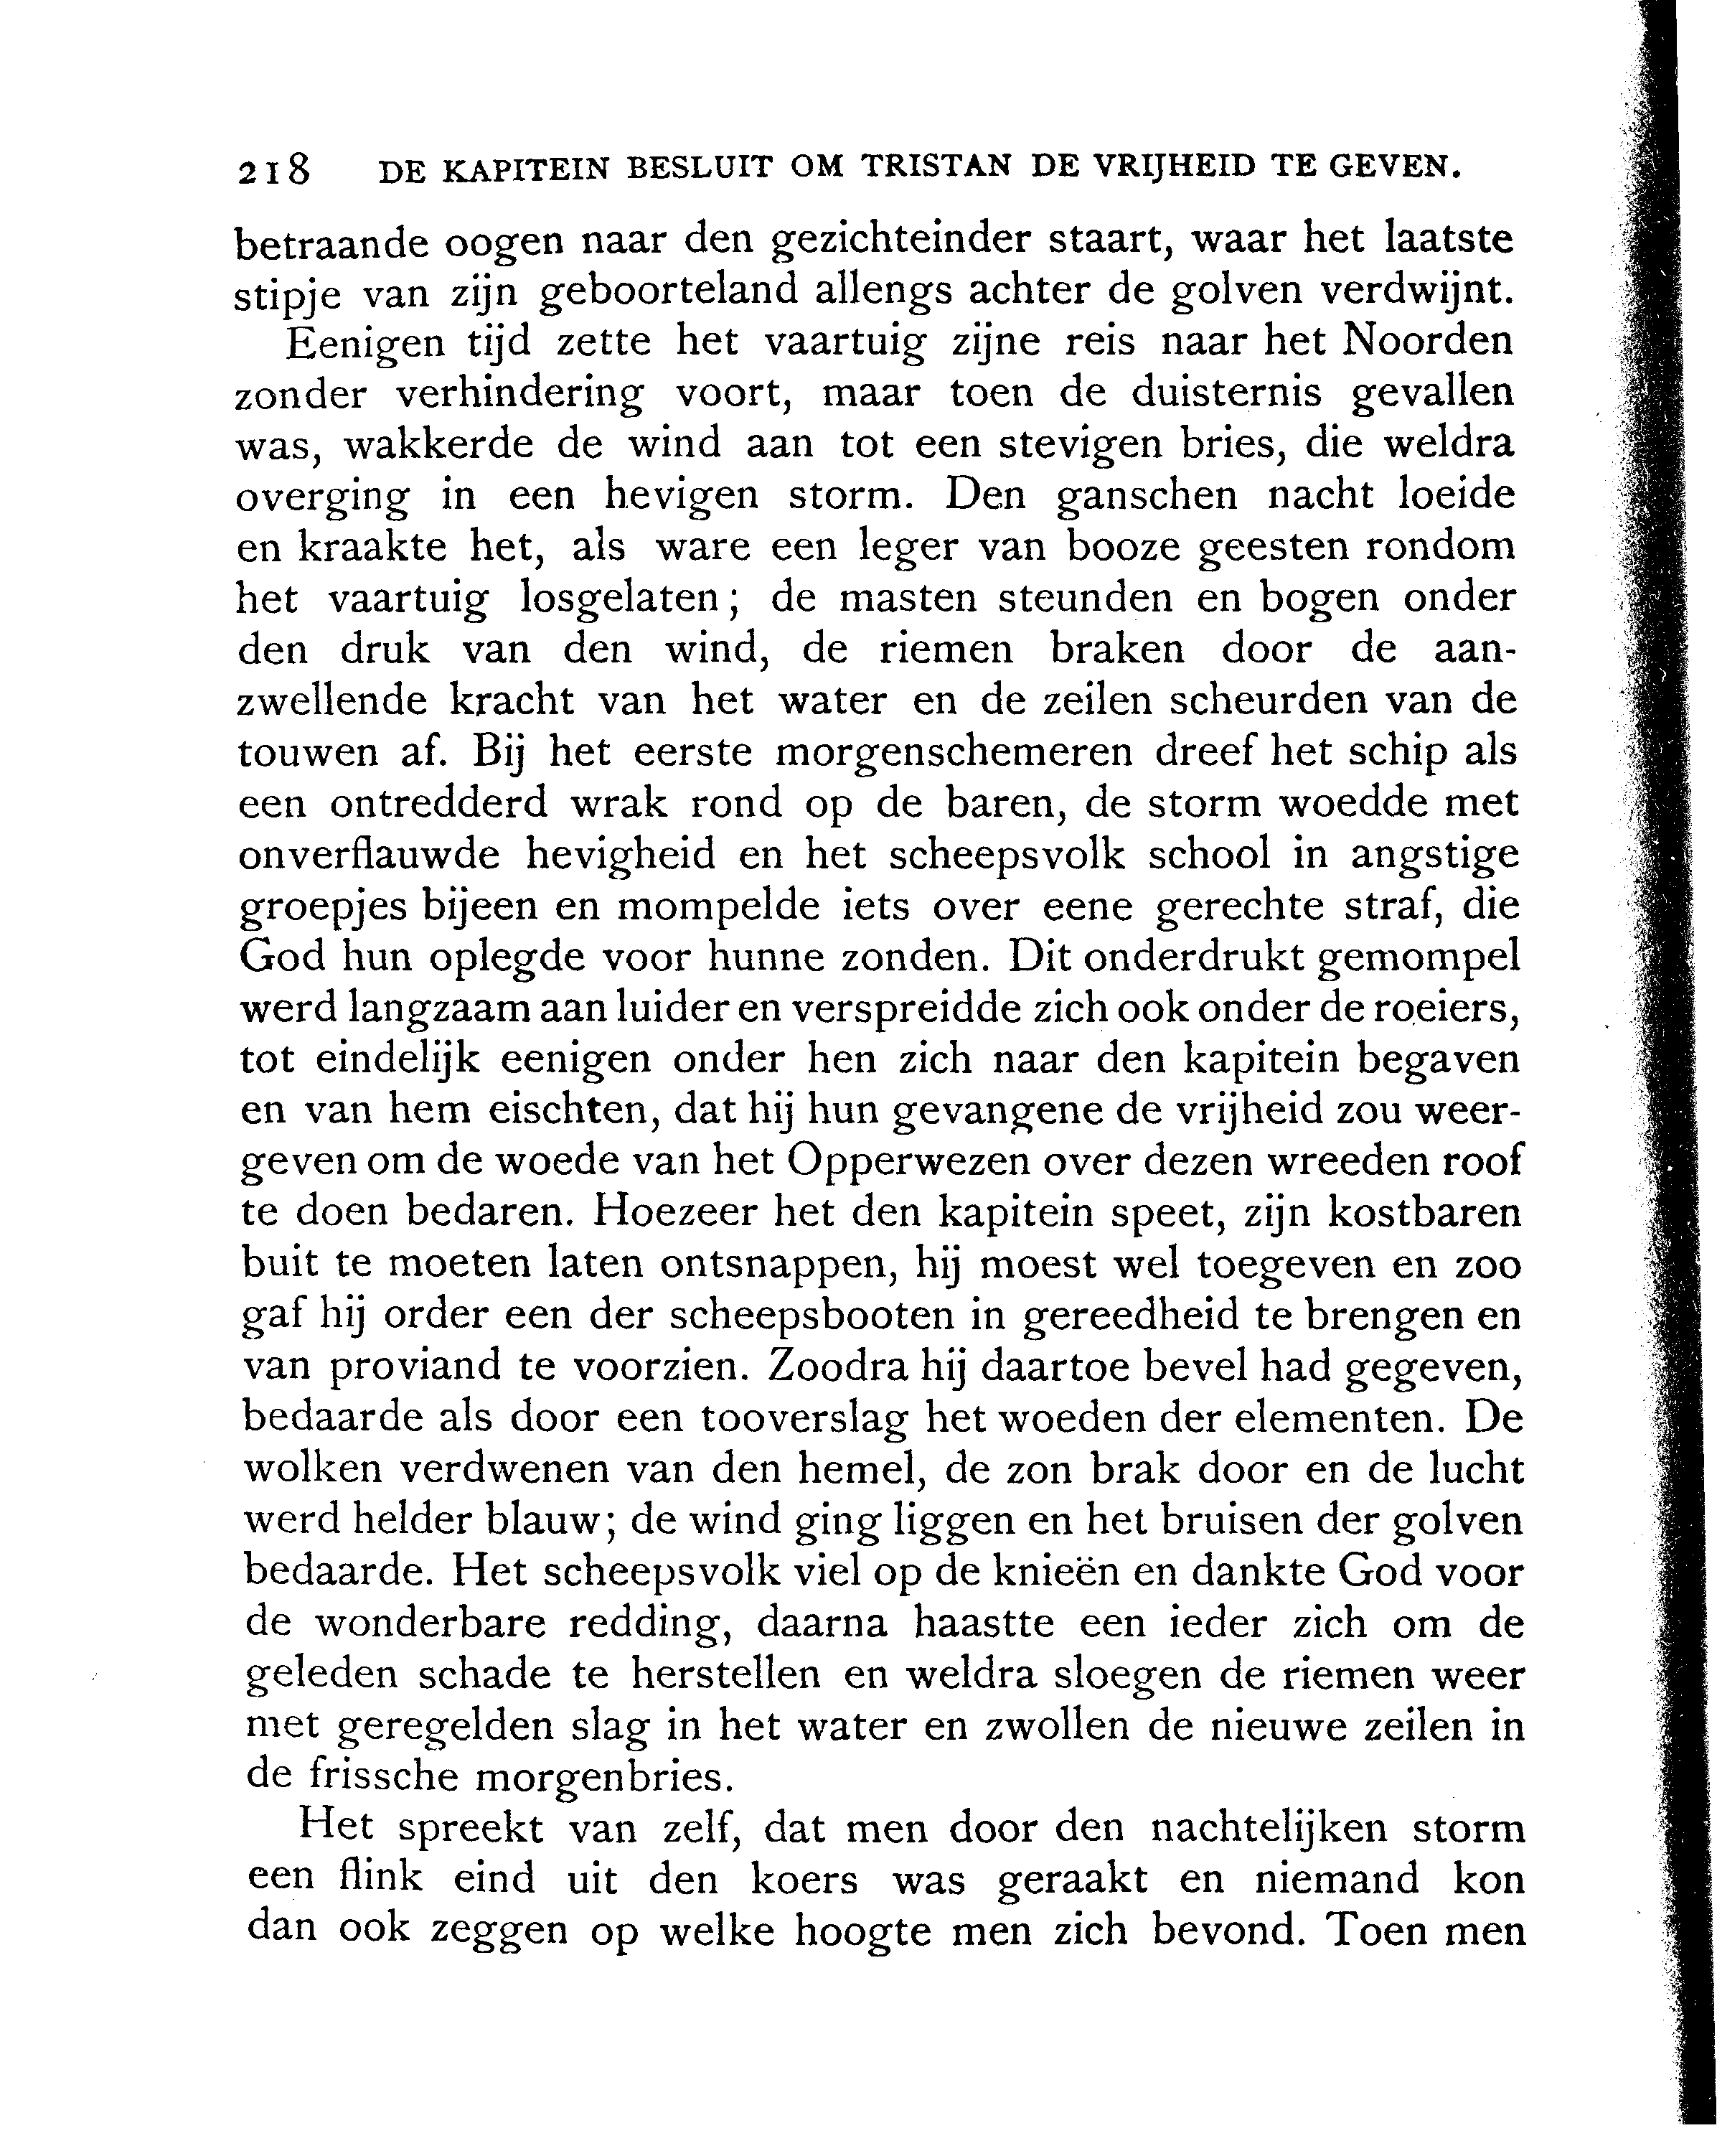 218 DE KAPITEIN BESLUIT OM TRISTAN DE VRIJHEID TE GEVEN.
betraande oogen naar den gezichteinder staart, waar het laatste
stipje van zijn geboorteland allengs achter de golven verdwijnt.
Eenigen tijd zette het vaartuig zijne reis naar het Noorden
zonder verhindering voort, maar toen de duisternis gevallen
was, wakkerde de wind aan tot een stevigen bries, die weldra
overging in een hevigen storm. Den ganschen nacht loeide
en kraakte het, als ware een leger van booze geesten rondom
het vaartuig losgelaten; de masten steunden en bogen onder
den druk van den wind, de riemen braken door de aan-
zwellende kracht van het water en de zeilen scheurden van de
touwen af. Bij het eerste morgenschemeren dreef het schip als
een ontredderd wrak rond op de baren, de storm woedde met
onverflauwde hevigheid en het scheepsvolk school in angstige
groepjes bijeen en mompelde iets over eene gerechte straf, die
God hun oplegde voor hunne zonden. Dit onderdrukt gemompel
werd langzaam aan luider en verspreidde zich ook onder de roeiers,
tot eindelijk eenigen onder hen zich naar den kapitein begaven
en van hem eischten, dat hij hun gevangene de vrijheid zou weer-
geven om de woede van het Opperwezen over dezen wreeden roof
te doen bedaren. Hoezeer het den kapitein speet, zijn kostbaren
buit te moeten laten ontsnappen, hij moest wel toegeven en zoo
gaf hij order een der scheepsbooten in gereedheid te brengen en
van proviand te voorzien. Zoodra hij daartoe bevel had gegeven,
bedaarde als door een tooverslag het woeden der elementen. De
wolken verdwenen van den hemel, de zon brak door en de lucht
werd helder blauw; de wind ging liggen en het bruisen der golven
bedaarde. Het scheepsvolk viel op de knieën en dankte God voor
de wonderbare redding, daarna haastte een ieder zich om de
geleden schade te herstellen en weldra sloegen de riemen weer
met geregelden slag in het water en zwollen de nieuwe zeilen in
de frissche morgenbries.
Het spreekt van zelf, dat men door den nachtelijken storm
een flink eind uit den koers was geraakt en niemand kon
dan ook zeggen op welke hoogte men zich bevond. Toen men